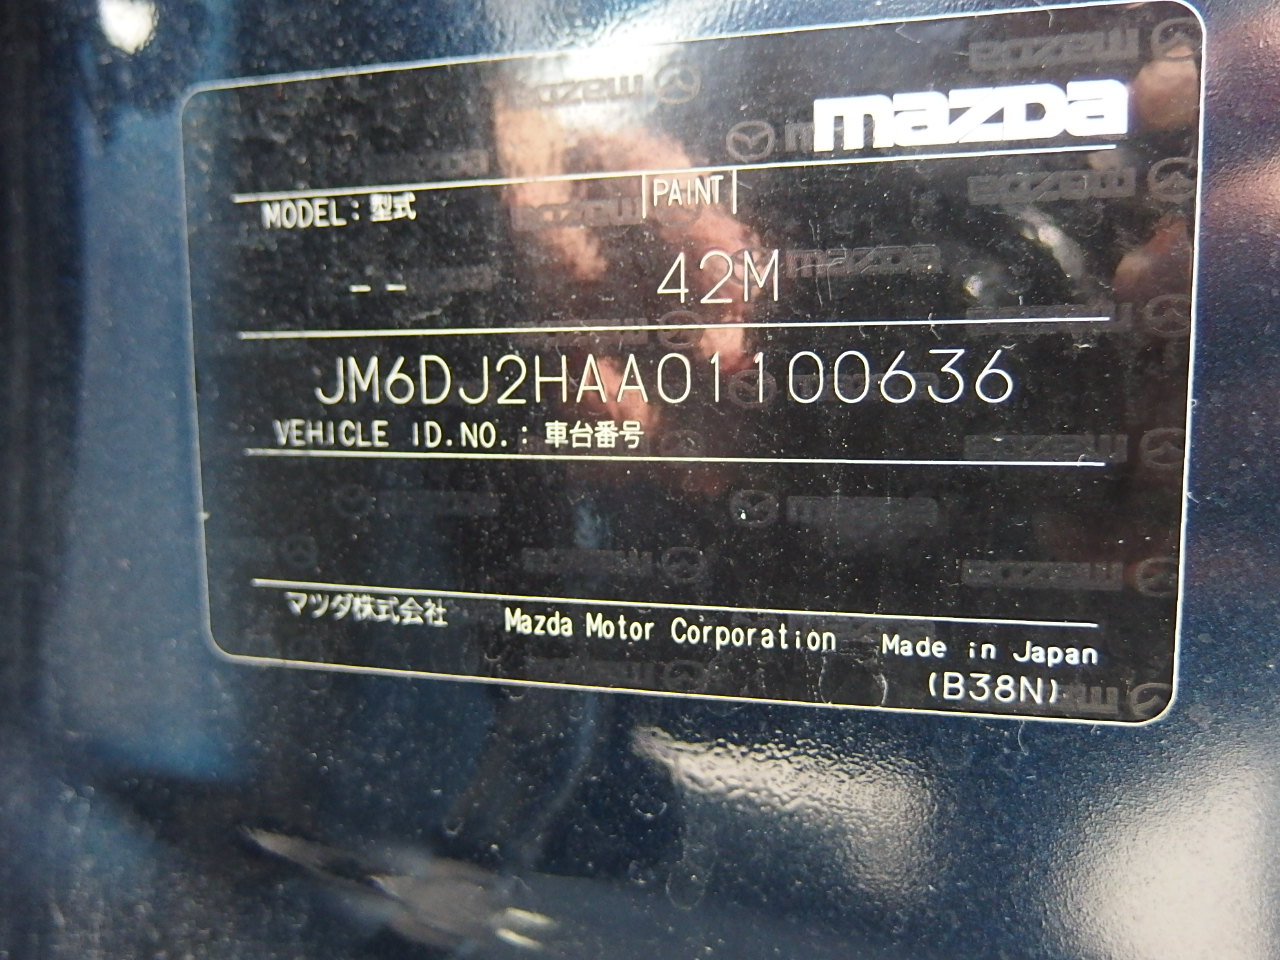 mazda
MODEL: 型式 PAINT
-- 42M
JM6DJ2HAA01100636
VEHICLE ID.NO.: 車台番号
マツダ株式会社 Mazda Motor Corporation Made in Japan
(B38N)